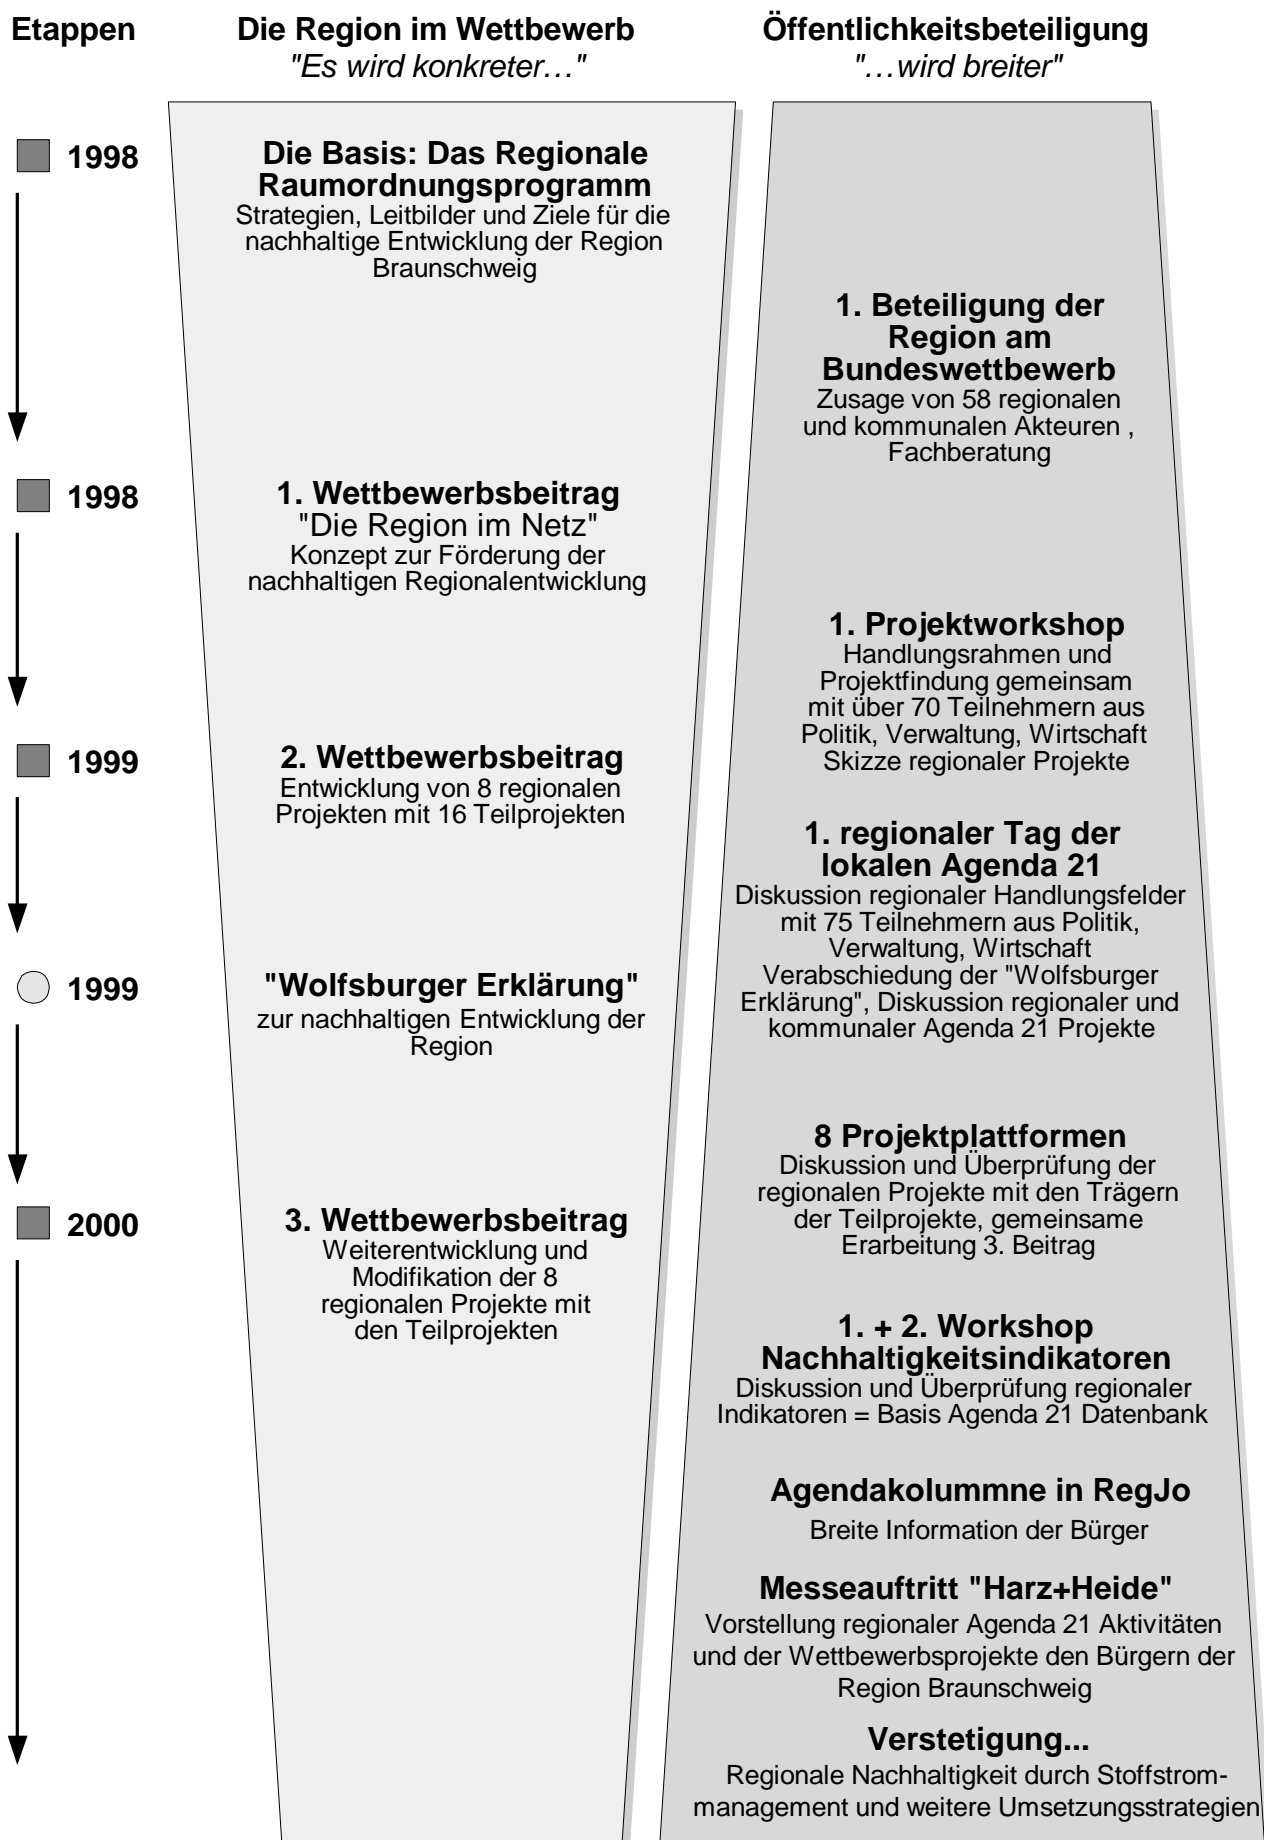 Etappen
Die Region im Wettbewerb
"Es wird konkreter…"
Öffentlichkeitsbeteiligung
"…wird breiter"
1998
Die Basis: Das Regionale
Raumordnungsprogramm
Strategien, Leitbilder und Ziele für die
nachhaltige Entwicklung der Region
Braunschweig
1. Beteiligung der
Region am
Bundeswettbewerb
Zusage von 58 regionalen
und kommunalen Akteuren ,
Fachberatung
1998
1. Wettbewerbsbeitrag
"Die Region im Netz"
Konzept zur Förderung der
nachhaltigen Regionalentwicklung
1. Projektworkshop
Handlungsrahmen und
Projektfindung gemeinsam
mit über 70 Teilnehmern aus
Politik, Verwaltung, Wirtschaft
Skizze regionaler Projekte
1999
2. Wettbewerbsbeitrag
Entwicklung von 8 regionalen
Projekten mit 16 Teilprojekten
1. regionaler Tag der
lokalen Agenda 21
Diskussion regionaler Handlungsfelder
mit 75 Teilnehmern aus Politik,
Verwaltung, Wirtschaft
Verabschiedung der "Wolfsburger
Erklärung", Diskussion regionaler und
kommunaler Agenda 21 Projekte
1999
"Wolfsburger Erklärung"
zur nachhaltigen Entwicklung der
Region
8 Projektplattformen
Diskussion und Überprüfung der
regionalen Projekte mit den Trägern
der Teilprojekte, gemeinsame
Erarbeitung 3. Beitrag
2000
3. Wettbewerbsbeitrag
Weiterentwicklung und
Modifikation der 8
regionalen Projekte mit
den Teilprojekten
1. + 2. Workshop
Nachhaltigkeitsindikatoren
Diskussion und Überprüfung regionaler
Indikatoren = Basis Agenda 21 Datenbank
Agendakolummne in RegJo
Breite Information der Bürger
Messeauftritt "Harz+Heide"
Vorstellung regionaler Agenda 21 Aktivitäten
und der Wettbewerbsprojekte den Bürgern der
Region Braunschweig
Verstetigung...
Regionale Nachhaltigkeit durch Stoffstrom-
management und weitere Umsetzungsstrategien